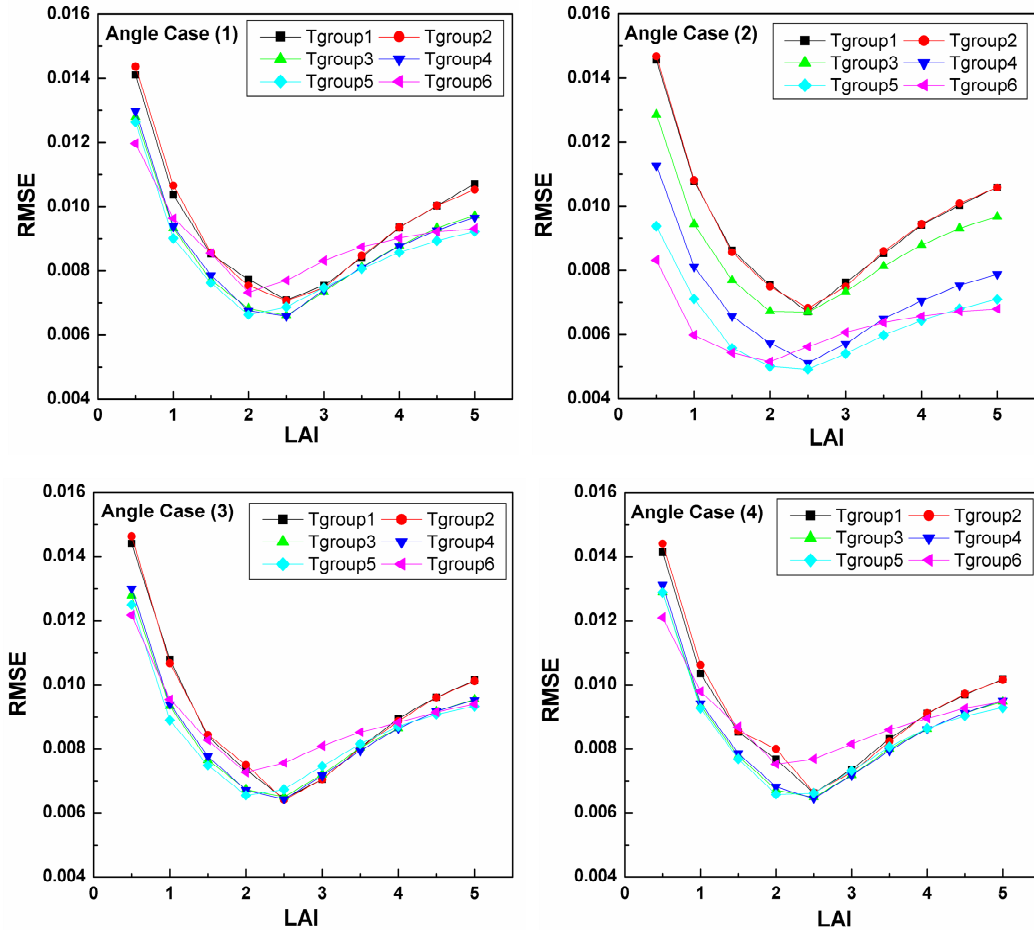 Angle Case (1)
Tgroup1 Tgroup2
Tgroup3 Tgroup4
Tgroup5 Tgroup6
0.016
0.014
0.012
0.010
0.008
0.006
0.004
RMSE
0 1 2 3 4 5
LAI
Angle Case (2)
Tgroup1 Tgroup2
Tgroup3 Tgroup4
Tgroup5 Tgroup6
0.016
0.014
0.012
0.010
0.008
0.006
0.004
RMSE
0 1 2 3 4 5
LAI
Angle Case (3)
Tgroup1 Tgroup2
Tgroup3 Tgroup4
Tgroup5 Tgroup6
0.016
0.014
0.012
0.010
0.008
0.006
0.004
RMSE
0 1 2 3 4 5
LAI
Angle Case (4)
Tgroup1 Tgroup2
Tgroup3 Tgroup4
Tgroup5 Tgroup6
0.016
0.014
0.012
0.010
0.008
0.006
0.004
RMSE
0 1 2 3 4 5
LAI